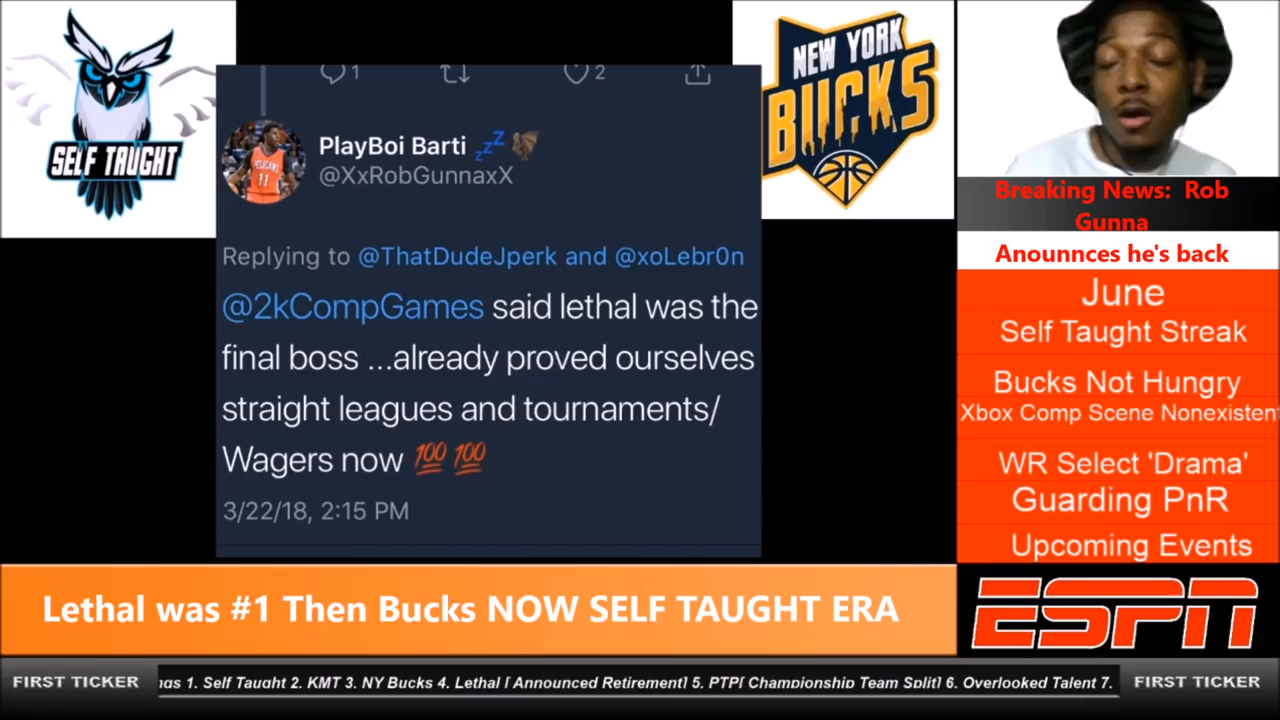 SELF TAUGHT
NEW YORK
BUCKS
1
2
PlayBoi Barti 💤
@XxRobGunnaxX
PELICANS
11
Replying to @ThatDudeJperk and @xoLebr0n
@2kCompGames said lethal was the
final boss ...already proved ourselves
straight leagues and tournaments/
Wagers now 💯 💯
3/22/18, 2:15 PM
Breaking News: Rob
Gunna
Anounnces he's back
June
Self Taught Streak
Bucks Not Hungry
Xbox Comp Scene Nonexisten
WR Select 'Drama'
Guarding PnR
Upcoming Events
Lethal was #1 Then Bucks NOW SELF TAUGHT ERA
ESPN
FIRST TICKER
1. Self Taught 2. KMT 3. NY Bucks 4. Lethal [ Announced Retirement] 5. PTP[ Championship Team Split] 6. Overlooked Talent 7.
FIRST TICKER